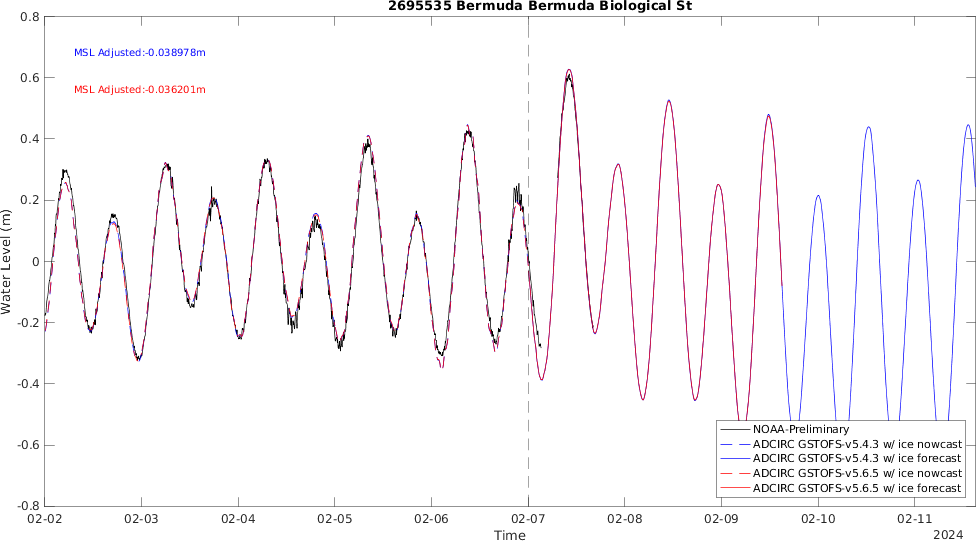 2695535 Bermuda Bermuda Biological St
0.8
MSL Adjusted:-0.038978m
0.6
MSL Adjusted:-0.036201m
0.4
0.2
0
-0.2
-0.4
-0.6
-0.8
Water Level (m)
NOAA-Preliminary
ADCIRC GSTOFS-v5.4.3 w/ ice nowcast
ADCIRC GSTOFS-v5.4.3 w/ ice forecast
ADCIRC GSTOFS-v5.6.5 w/ ice nowcast
ADCIRC GSTOFS-v5.6.5 w/ ice forecast
02-02 02-03 02-04 02-05 02-06 02-07 02-08 02-09 02-10 02-11
Time
2024